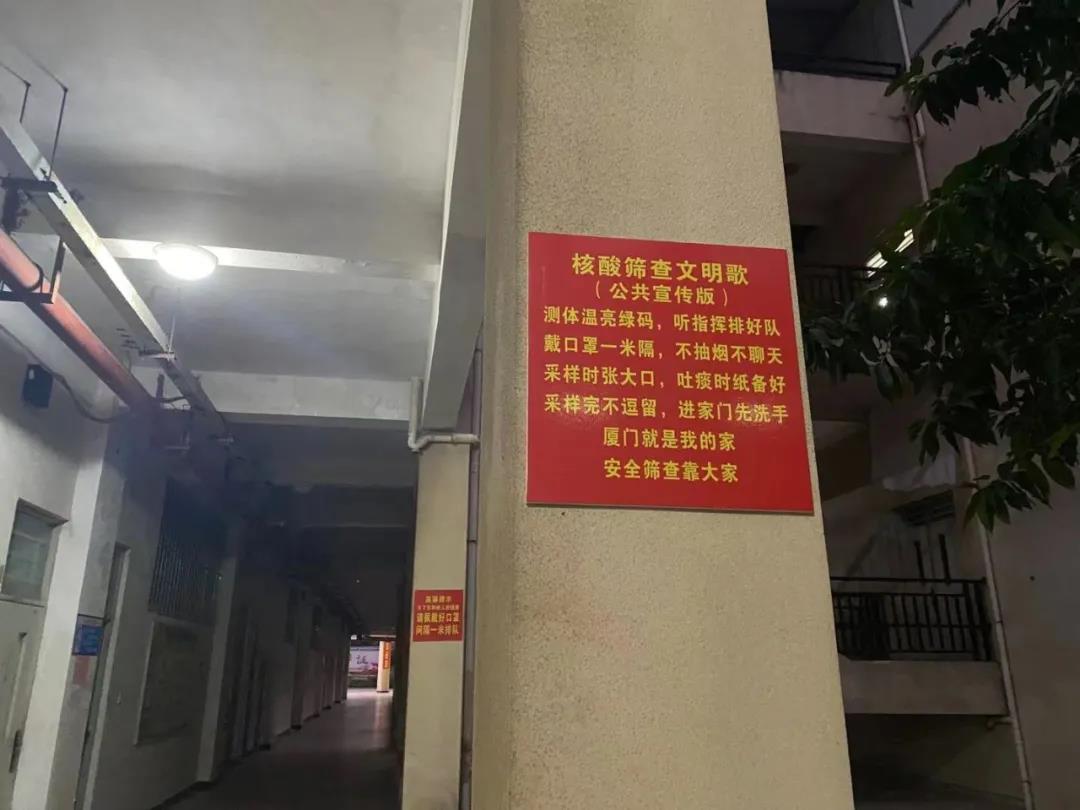 核酸筛查文明歌
（公共宣传版）
测体温亮绿码，听指挥排好队
戴口罩一米隔，不抽烟不聊天
采样时张大口，吐痰时纸备好
采样完不逗留，进家门先洗手
厦门就是我的家
安全筛查靠大家
温馨提示
请佩戴好口罩
间隔一米排队